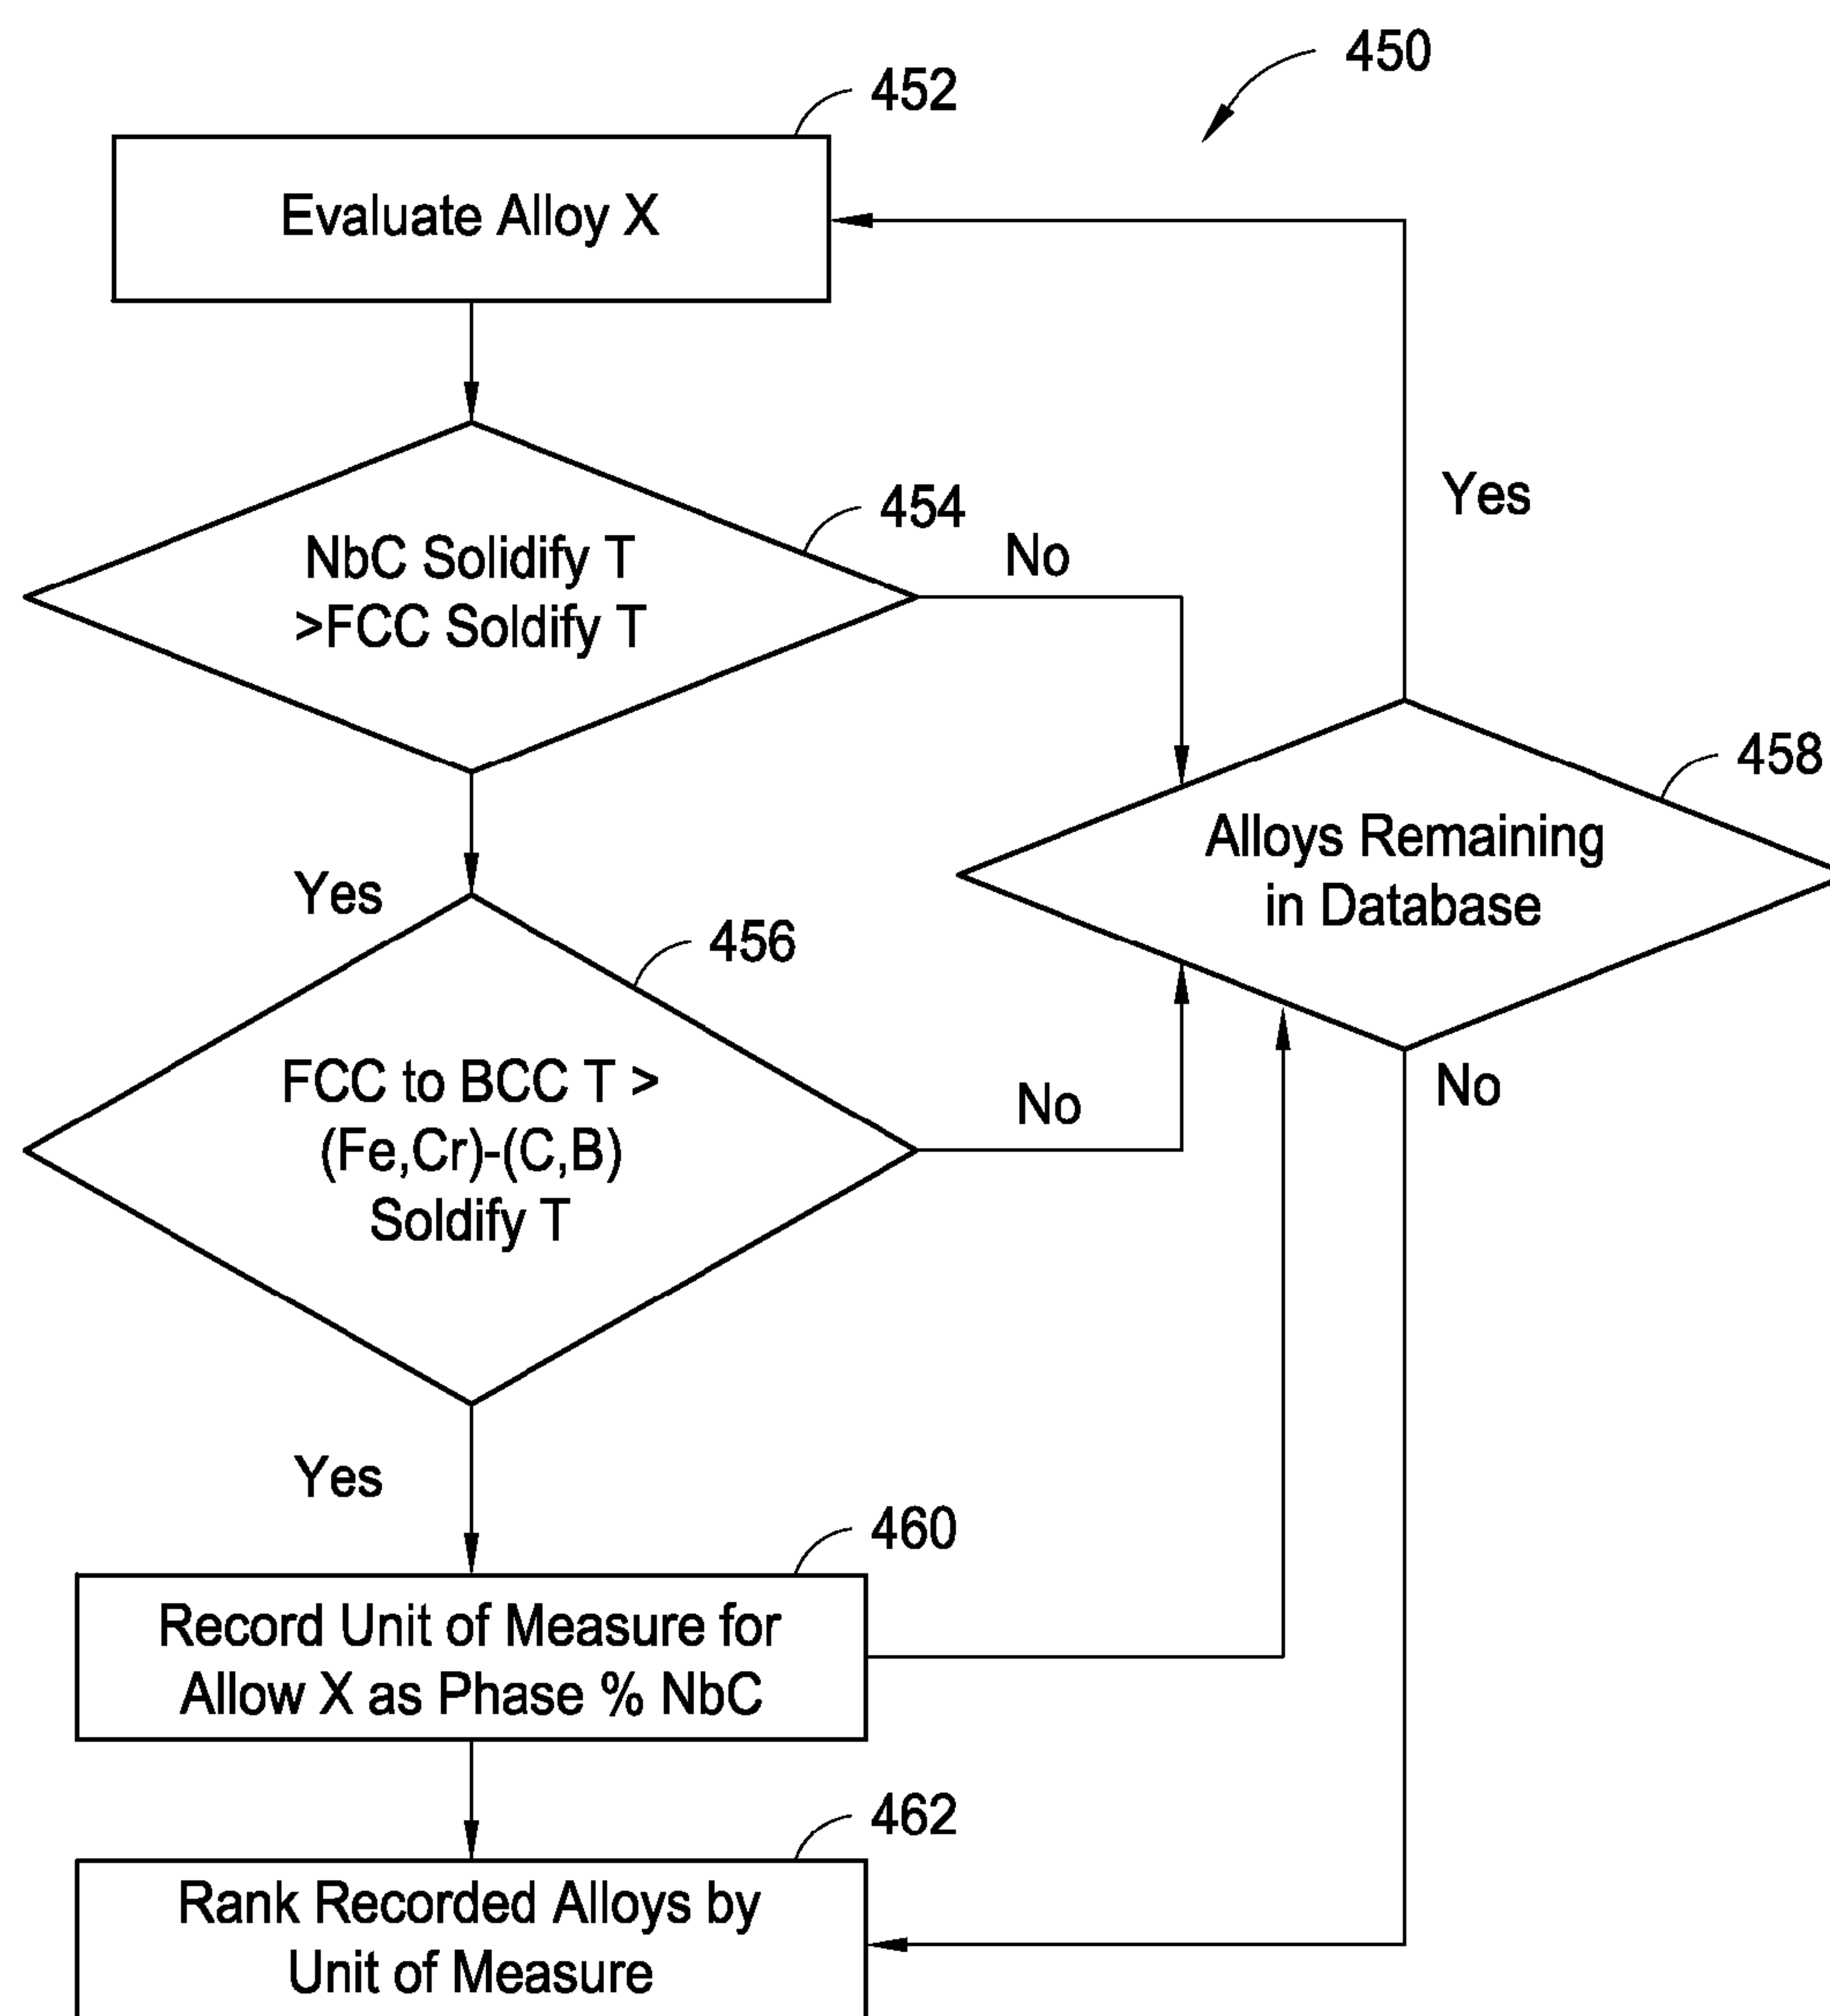 450
452
Evaluate Alloy X
454
NbC Solidify T
>FCC Soldify T
No
Yes
Yes
458
Alloys Remaining
in Database
456
FCC to BCC T >
(Fe,Cr)-(C,B)
Soldify T
No
No
Yes
460
Record Unit of Measure for
Allow X as Phase % NbC
462
Rank Recorded Alloys by
Unit of Measure